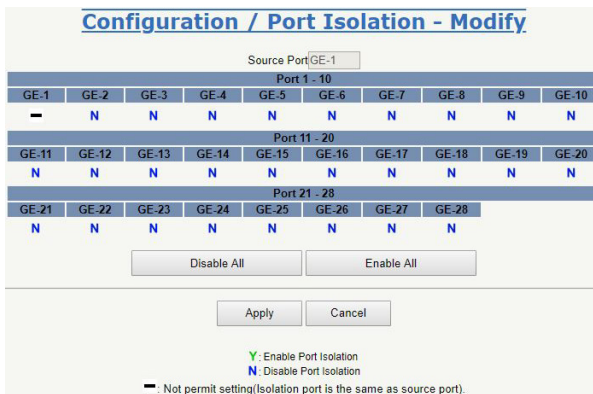 Configuration / Port Isolation - Modify
Source Port GE-1
Port 1 - 10
GE-1 GE-2 GE-3 GE-4 GE-5 GE-6 GE-7 GE-8 GE-9 GE-10
– N N N N N N N N N
Port 11 - 20
GE-11 GE-12 GE-13 GE-14 GE-15 GE-16 GE-17 GE-18 GE-19 GE-20
N N N N N N N N N N
Port 21 - 28
GE-21 GE-22 GE-23 GE-24 GE-25 GE-26 GE-27 GE-28
N N N N N N N N
Disable All Enable All
Apply Cancel
Y : Enable Port Isolation
N : Disable Port Isolation
– : Not permit setting(Isolation port is the same as source port).